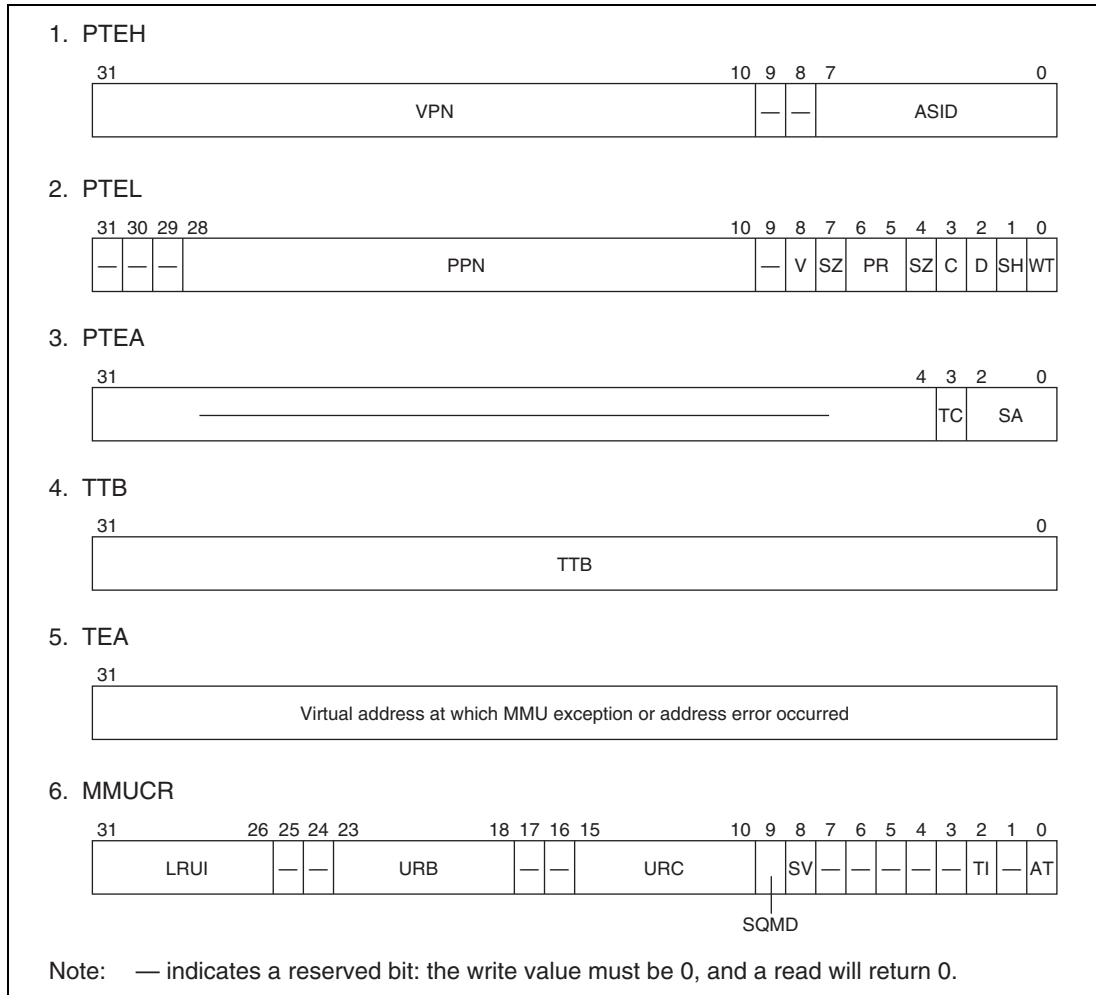 1. PTEH
31 10 9 8 7 0
VPN — — ASID
2. PTEL
31 30 29 28 10 9 8 7 6 5 4 3 2 1 0
— — — PPN — V SZ PR SZ C D SH WT
3. PTEA
31 4 3 2 0
— TC SA
4. TTB
31 0
TTB
5. TEA
31
Virtual address at which MMU exception or address error occurred
6. MMUCR
31 26 25 24 23 18 17 16 15 10 9 8 7 6 5 4 3 2 1 0
LRUI — — URB — — URC SV — — — — — TI — AT
SQMD
Note: — indicates a reserved bit: the write value must be 0, and a read will return 0.